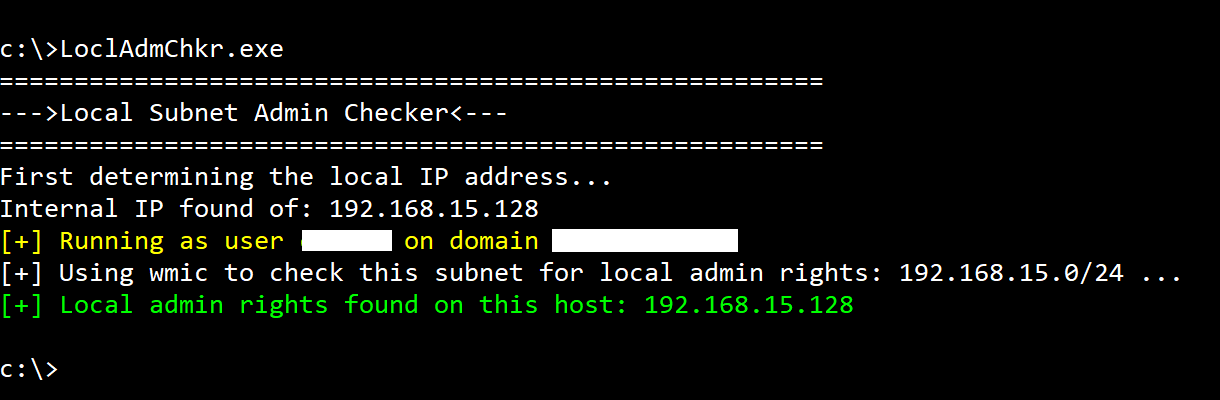 c:\>LoclAdmChkr.exe
=======================================================
--->Local Subnet Admin Checker<---
=======================================================
First determining the local IP address...
Internal IP found of: 192.168.15.128
[+] Running as user on domain
[+] Using wmic to check this subnet for local admin rights: 192.168.15.0/24 ...
[+] Local admin rights found on this host: 192.168.15.128
c:\>